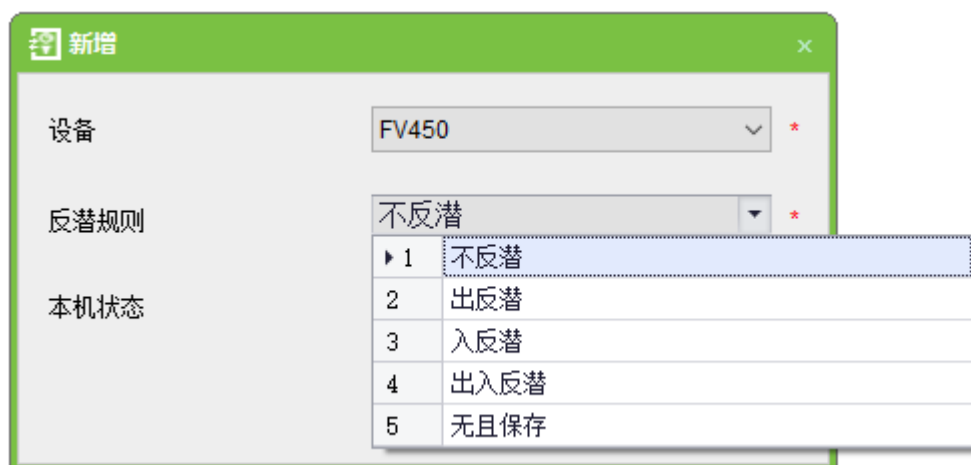 新增 ×
设备 FV450 *
反潜规则 不反潜 *
1 不反潜
2 出反潜
本机状态
3 入反潜
4 出入反潜
5 无且保存